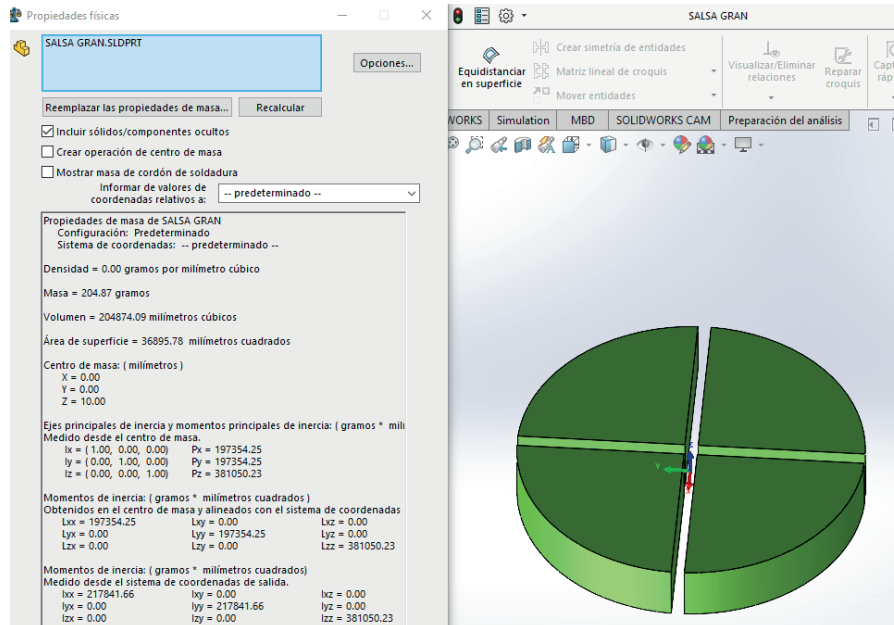 Propiedades físicas
SALSA GRAN.SLDPRT
Opciones...
Reemplazar las propiedades de masa...
Recalcular
Incluir sólidos/componentes ocultos
Crear operación de centro de masa
Mostrar masa de cordón de soldadura
Informar de valores de
coordenadas relativos a:
-- predeterminado --
Propiedades de masa de SALSA GRAN
Configuración: Predeterminado
Sistema de coordenadas: -- predeterminado --
Densidad = 0.00 gramos por milímetro cúbico
Masa = 204.87 gramos
Volumen = 204874.09 milímetros cúbicos
Área de superficie = 36895.78 milímetros cuadrados
Centro de masa: ( milímetros )
X = 0.00
Y = 0.00
Z = 10.00
Ejes principales de inercia y momentos principales de inercia: ( gramos * mili
Medido desde el centro de masa.
Ix = ( 1.00, 0.00, 0.00) Px = 197354.25
Iy = ( 0.00, 1.00, 0.00) Py = 197354.25
Iz = ( 0.00, 0.00, 1.00) Pz = 381050.23
Momentos de inercia: ( gramos * milímetros cuadrados )
Obtenidos en el centro de masa y alineados con el sistema de coordenadas
Lxx = 197354.25 Lxy = 0.00 Lxz = 0.00
Lyx = 0.00 Lyy = 197354.25 Lyz = 0.00
Lzx = 0.00 Lzy = 0.00 Lzz = 381050.23
Momentos de inercia: ( gramos * milímetros cuadrados)
Medido desde el sistema de coordenadas de salida.
Ixx = 217841.66 Ixy = 0.00 Ixz = 0.00
Iyx = 0.00 Iyy = 217841.66 Iyz = 0.00
Izx = 0.00 Izy = 0.00 Izz = 381050.23
SALSA GRAN
Equidistanciar
en superficie
Crear simetría de entidades
Matriz lineal de croquis
Mover entidades
Visualizar/Eliminar
relaciones
Reparar
croquis
Capt
ráp
WORKS
Simulation
MBD
SOLIDWORKS CAM
Preparación del análisis
Y